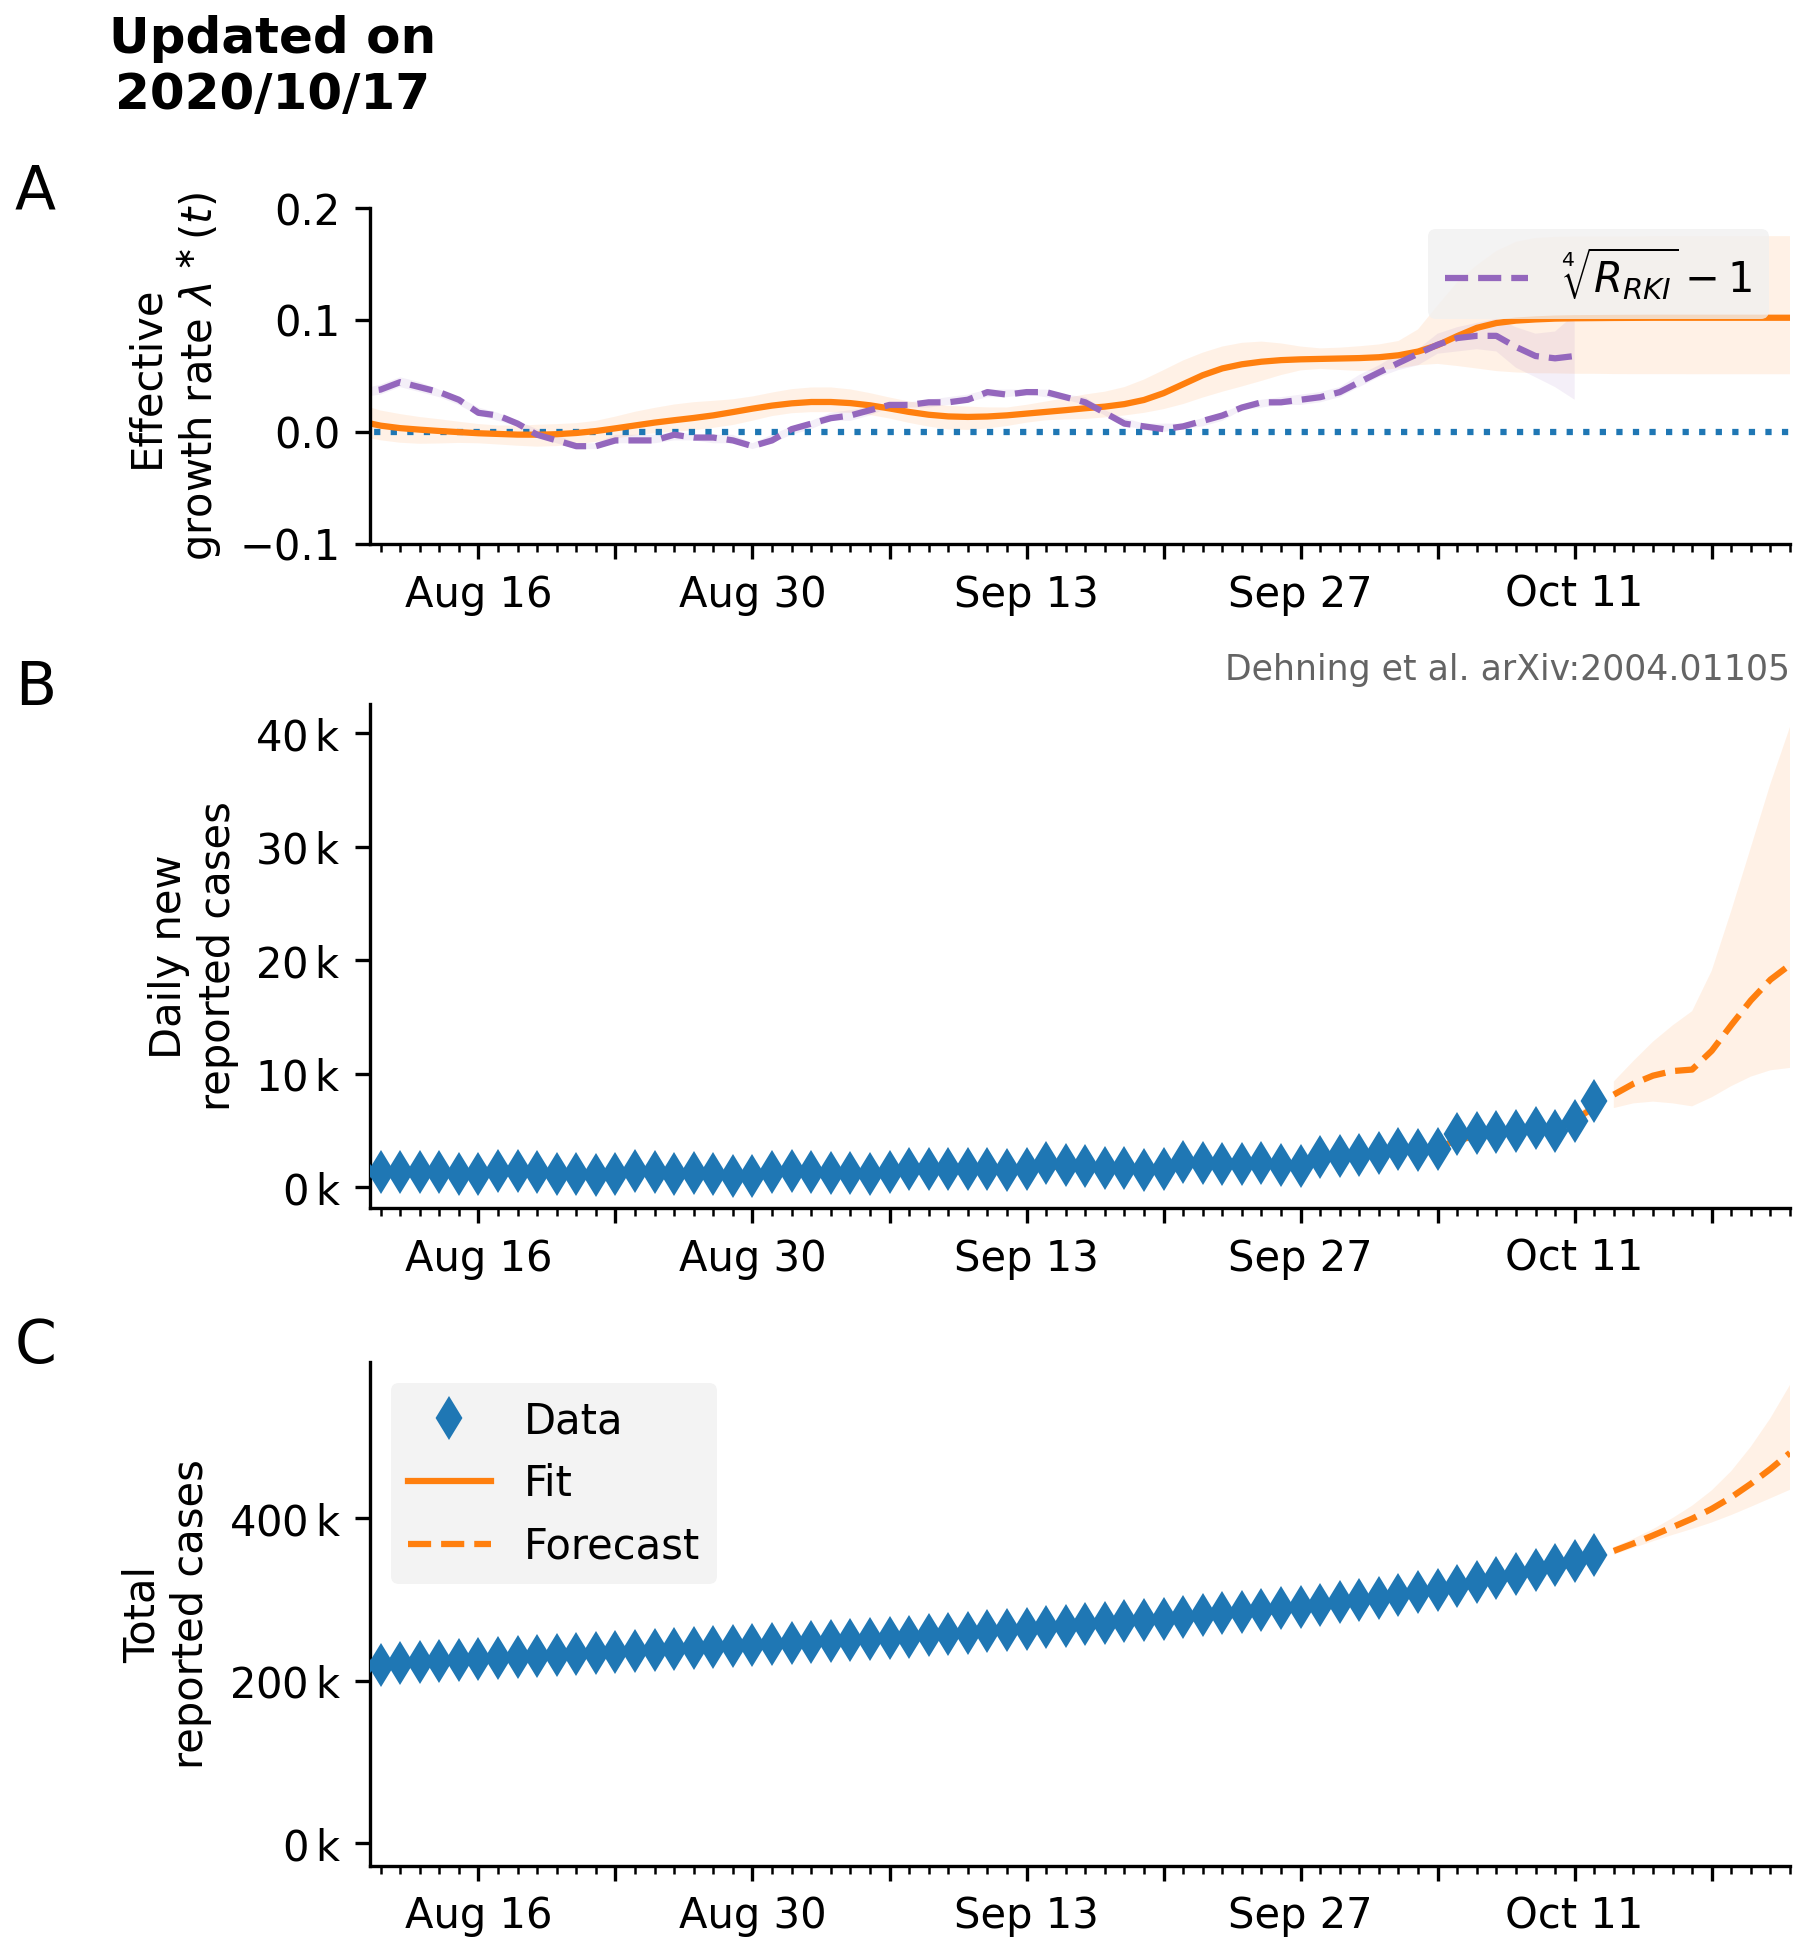 Updated on
2020/10/17
A
Effective
growth rate λ * (t)
0.2
0.1
0.0
−0.1
∜R_RKI − 1
Aug 16 Aug 30 Sep 13 Sep 27 Oct 11
B
Dehning et al. arXiv:2004.01105
Daily new
reported cases
40 k
30 k
20 k
10 k
0 k
Aug 16 Aug 30 Sep 13 Sep 27 Oct 11
C
Total
reported cases
400 k
200 k
0 k
Data
Fit
Forecast
Aug 16 Aug 30 Sep 13 Sep 27 Oct 11